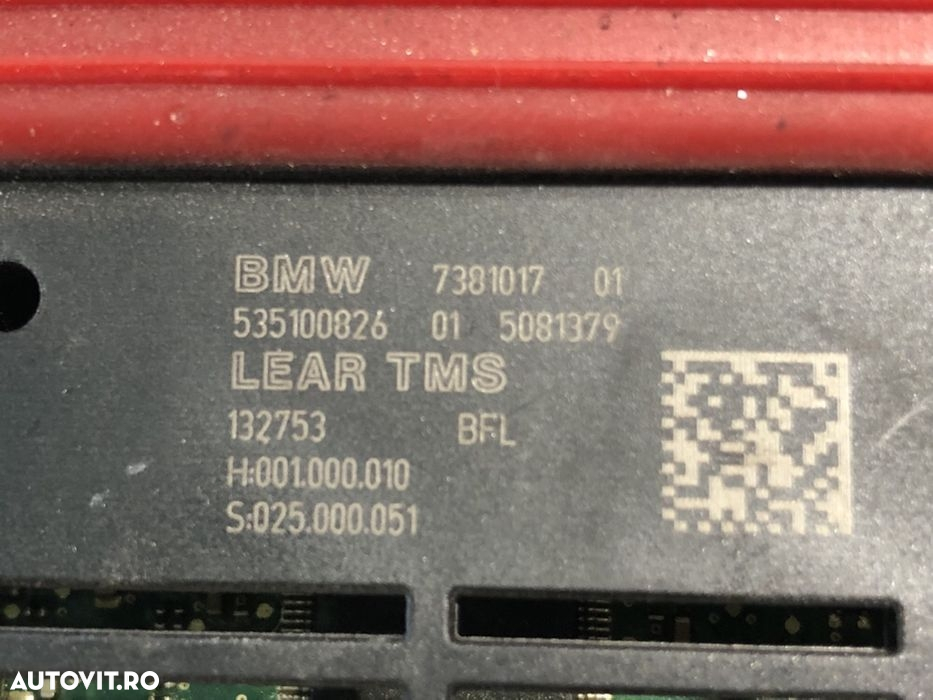 BMW 7381017 01
535100826 01 5081379
LEAR TMS
132753 BFL
H:001.000.010
S:025.000.051
AUTOVIT.RO